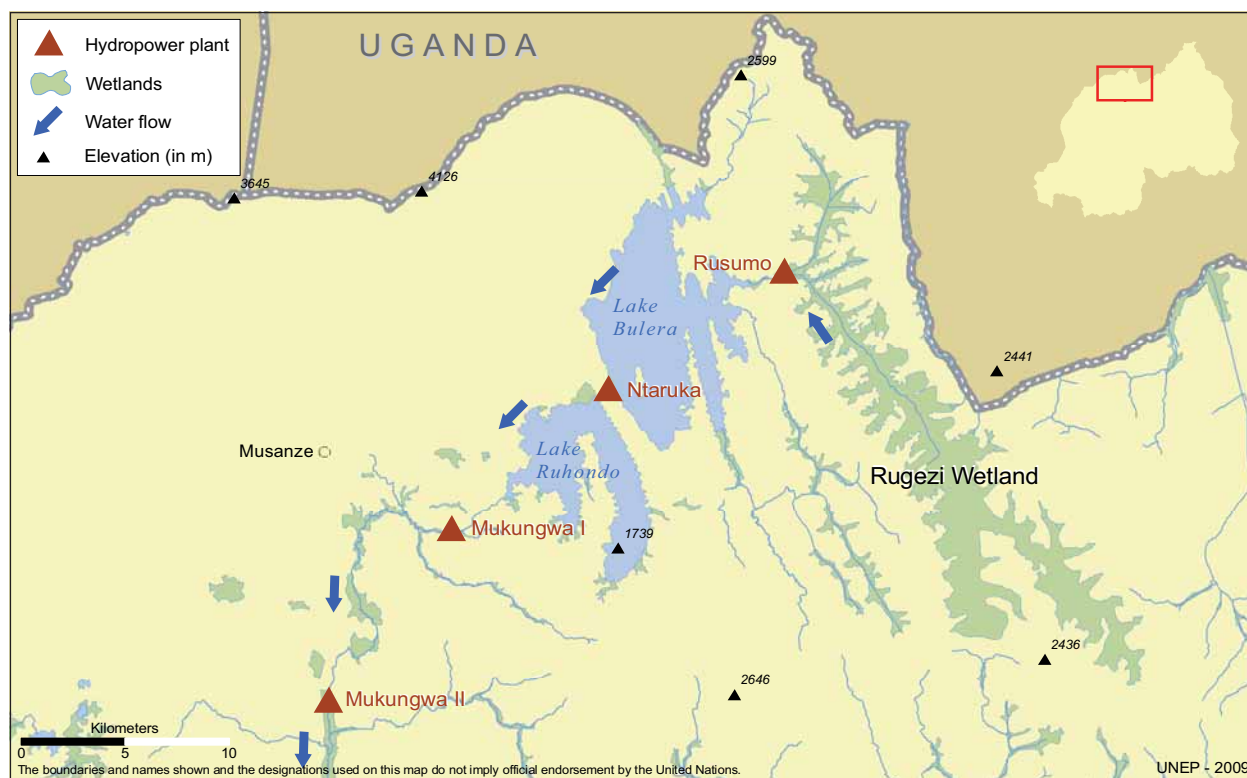 Hydropower plant
Wetlands
Water flow
Elevation (in m)
UGANDA
2599
3645
4126
Rusumo
Lake
Bulera
2441
Ntaruka
Musanze
Lake
Ruhondo
Rugezi Wetland
Mukungwa I
1739
2436
2646
Mukungwa II
Kilometers
0 5 10
The boundaries and names shown and the designations used on this map do not imply official endorsement by the United Nations.
UNEP - 2009